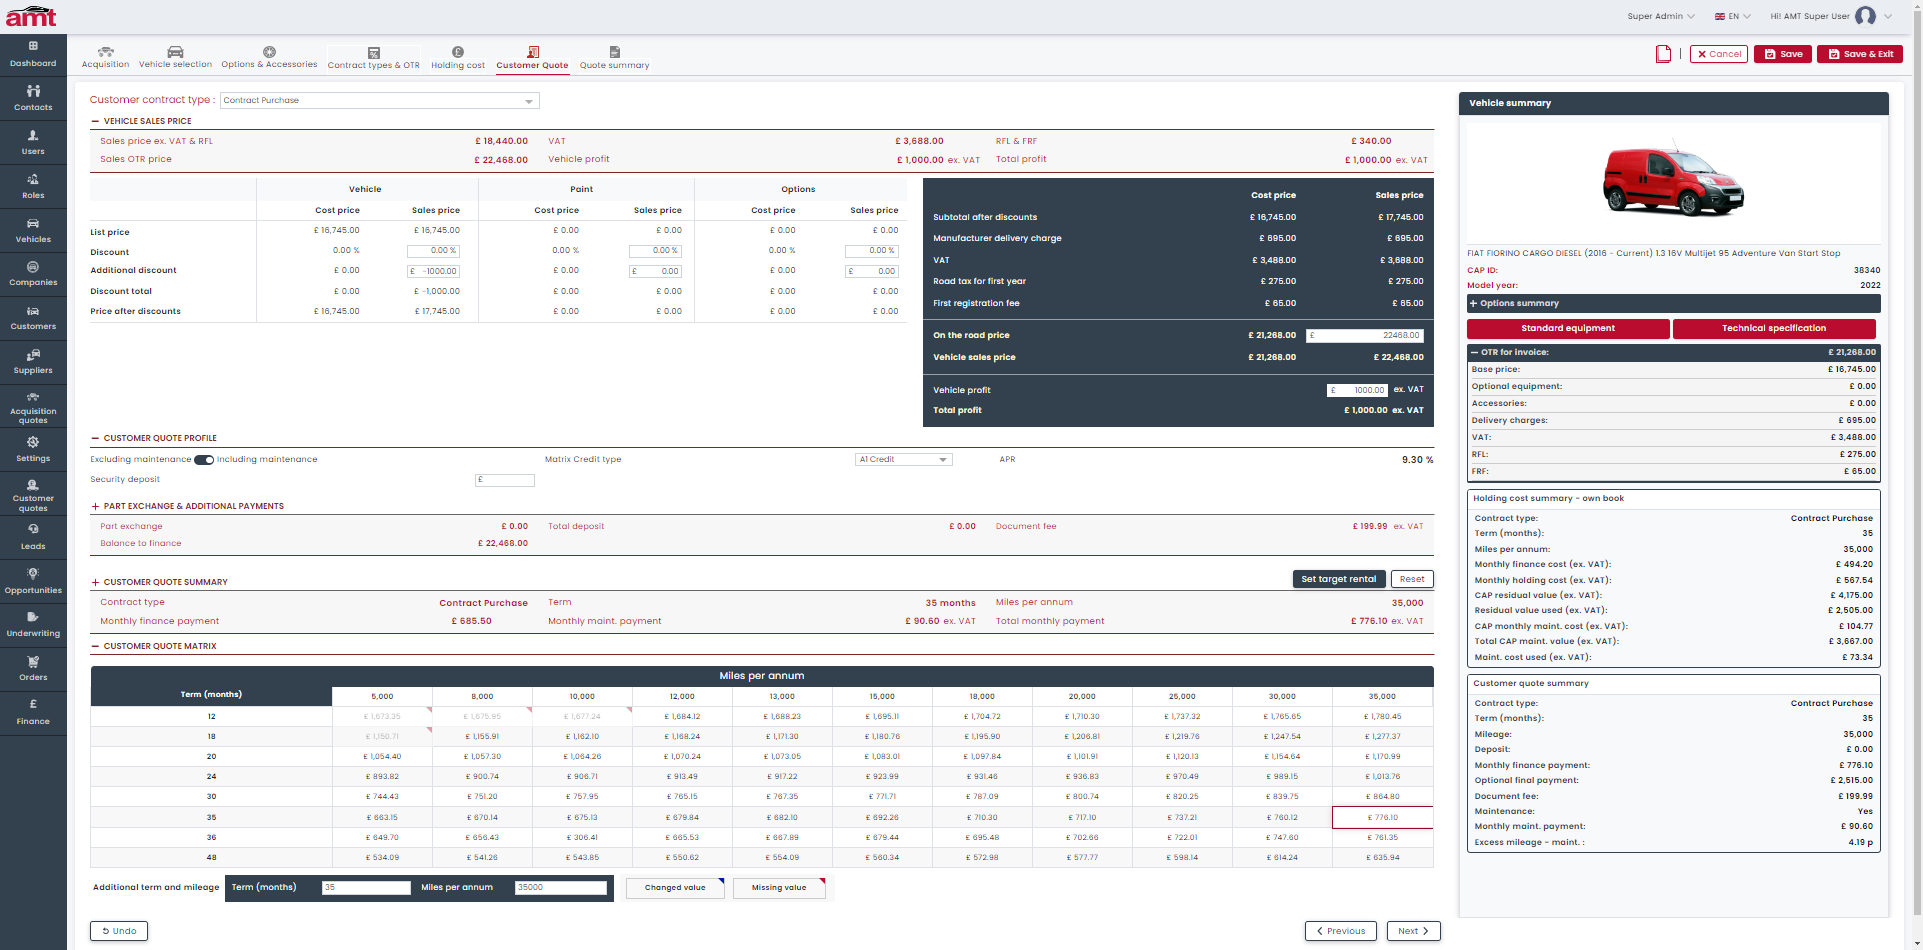 amt
Super Admin
EN
Hi! AMT Super User
Dashboard
Contacts
Users
Roles
Vehicles
Companies
Customers
Suppliers
Acquisition quotes
Settings
Customer quotes
Leads
Opportunities
Underwriting
Orders
Finance
Acquisition Vehicle selection Options & Accessories Contract types & OTR Holding cost Customer Quote Quote summary
Cancel Save Save & Exit
Customer contract type : Contract Purchase
VEHICLE SALES PRICE
Sales price ex. VAT & RFL £ 18,440.00 VAT £ 3,688.00 RFL & FRF £ 340.00
Sales OTR price £ 22,468.00 Vehicle profit £ 1,000.00 ex. VAT Total profit £ 1,000.00 ex. VAT
Vehicle Paint Options
Cost price Sales price Cost price Sales price Cost price Sales price
List price £ 16,745.00 £ 16,745.00 £ 0.00 £ 0.00 £ 0.00 £ 0.00
Discount 0.00 % 0.00 % 0.00 % 0.00 % 0.00 % 0.00 %
Additional discount £ 0.00 £ -1000.00 £ 0.00 £ 0.00 £ 0.00 £ 0.00
Discount total £ 0.00 £ -1,000.00 £ 0.00 £ 0.00 £ 0.00 £ 0.00
Price after discounts £ 16,745.00 £ 17,745.00 £ 0.00 £ 0.00 £ 0.00 £ 0.00
Cost price Sales price
Subtotal after discounts £ 16,745.00 £ 17,745.00
Manufacturer delivery charge £ 695.00 £ 695.00
VAT £ 3,488.00 £ 3,688.00
Road tax for first year £ 275.00 £ 275.00
First registration fee £ 65.00 £ 65.00
On the road price £ 21,268.00 £ 22468.00
Vehicle sales price £ 21,268.00 £ 22,468.00
Vehicle profit £ 1000.00 ex. VAT
Total profit £ 1,000.00 ex. VAT
CUSTOMER QUOTE PROFILE
Excluding maintenance Including maintenance Matrix Credit type A1 Credit APR 9.30 %
Security deposit £
PART EXCHANGE & ADDITIONAL PAYMENTS
Part exchange £ 0.00 Total deposit £ 0.00 Document fee £ 199.99 ex. VAT
Balance to finance £ 22,468.00
CUSTOMER QUOTE SUMMARY Set target rental Reset
Contract type Contract Purchase Term 35 months Miles per annum 35,000
Monthly finance payment £ 685.50 Monthly maint. payment £ 90.60 ex. VAT Total monthly payment £ 776.10 ex. VAT
CUSTOMER QUOTE MATRIX
Miles per annum
Term (months) 5,000 8,000 10,000 12,000 13,000 15,000 18,000 20,000 25,000 30,000 35,000
12 £ 1,673.35 £ 1,675.95 £ 1,677.24 £ 1,684.12 £ 1,688.23 £ 1,695.11 £ 1,704.72 £ 1,710.30 £ 1,737.32 £ 1,765.65 £ 1,780.45
18 £ 1,150.71 £ 1,155.91 £ 1,162.10 £ 1,168.24 £ 1,171.30 £ 1,180.76 £ 1,195.90 £ 1,206.81 £ 1,219.76 £ 1,247.54 £ 1,277.37
20 £ 1,054.40 £ 1,057.30 £ 1,064.26 £ 1,070.24 £ 1,073.05 £ 1,083.01 £ 1,097.84 £ 1,101.91 £ 1,120.13 £ 1,154.64 £ 1,170.99
24 £ 893.82 £ 900.74 £ 906.71 £ 913.49 £ 917.22 £ 923.99 £ 931.46 £ 936.83 £ 970.49 £ 989.15 £ 1,013.76
30 £ 744.43 £ 751.20 £ 757.95 £ 765.15 £ 767.35 £ 771.71 £ 787.09 £ 800.74 £ 820.25 £ 839.75 £ 864.80
35 £ 663.15 £ 670.14 £ 675.13 £ 679.84 £ 682.10 £ 692.26 £ 710.30 £ 717.10 £ 737.21 £ 760.12 £ 776.10
36 £ 649.70 £ 656.43 £ 306.41 £ 665.53 £ 667.89 £ 679.44 £ 695.48 £ 702.66 £ 722.01 £ 747.60 £ 761.35
48 £ 534.09 £ 541.26 £ 543.85 £ 550.62 £ 554.09 £ 560.34 £ 572.98 £ 577.77 £ 598.14 £ 614.24 £ 635.94
Additional term and mileage Term (months) 35 Miles per annum 35000 Changed value Missing value
Undo Previous Next
Vehicle summary
FIAT FIORINO CARGO DIESEL (2016 - Current) 1.3 16V Multijet 95 Adventure Van Start Stop
CAP ID: 38340
Model year: 2022
Options summary
Standard equipment Technical specification
OTR for invoice: £ 21,268.00
Base price: £ 16,745.00
Optional equipment: £ 0.00
Accessories: £ 0.00
Delivery charges: £ 695.00
VAT: £ 3,488.00
RFL: £ 275.00
FRF: £ 65.00
Holding cost summary - own book
Contract type: Contract Purchase
Term (months): 35
Miles per annum: 35,000
Monthly finance cost (ex. VAT): £ 494.20
Monthly holding cost (ex. VAT): £ 567.54
CAP residual value (ex. VAT): £ 4,175.00
Residual value used (ex. VAT): £ 2,505.00
CAP monthly maint. cost (ex. VAT): £ 104.77
Total CAP maint. value (ex. VAT): £ 3,667.00
Maint. cost used (ex. VAT): £ 73.34
Customer quote summary
Contract type: Contract Purchase
Term (months): 35
Mileage: 35,000
Deposit: £ 0.00
Monthly finance payment: £ 776.10
Optional final payment: £ 2,515.00
Document fee: £ 199.99
Maintenance: Yes
Monthly maint. payment: £ 90.60
Excess mileage - maint. : 4.19 p